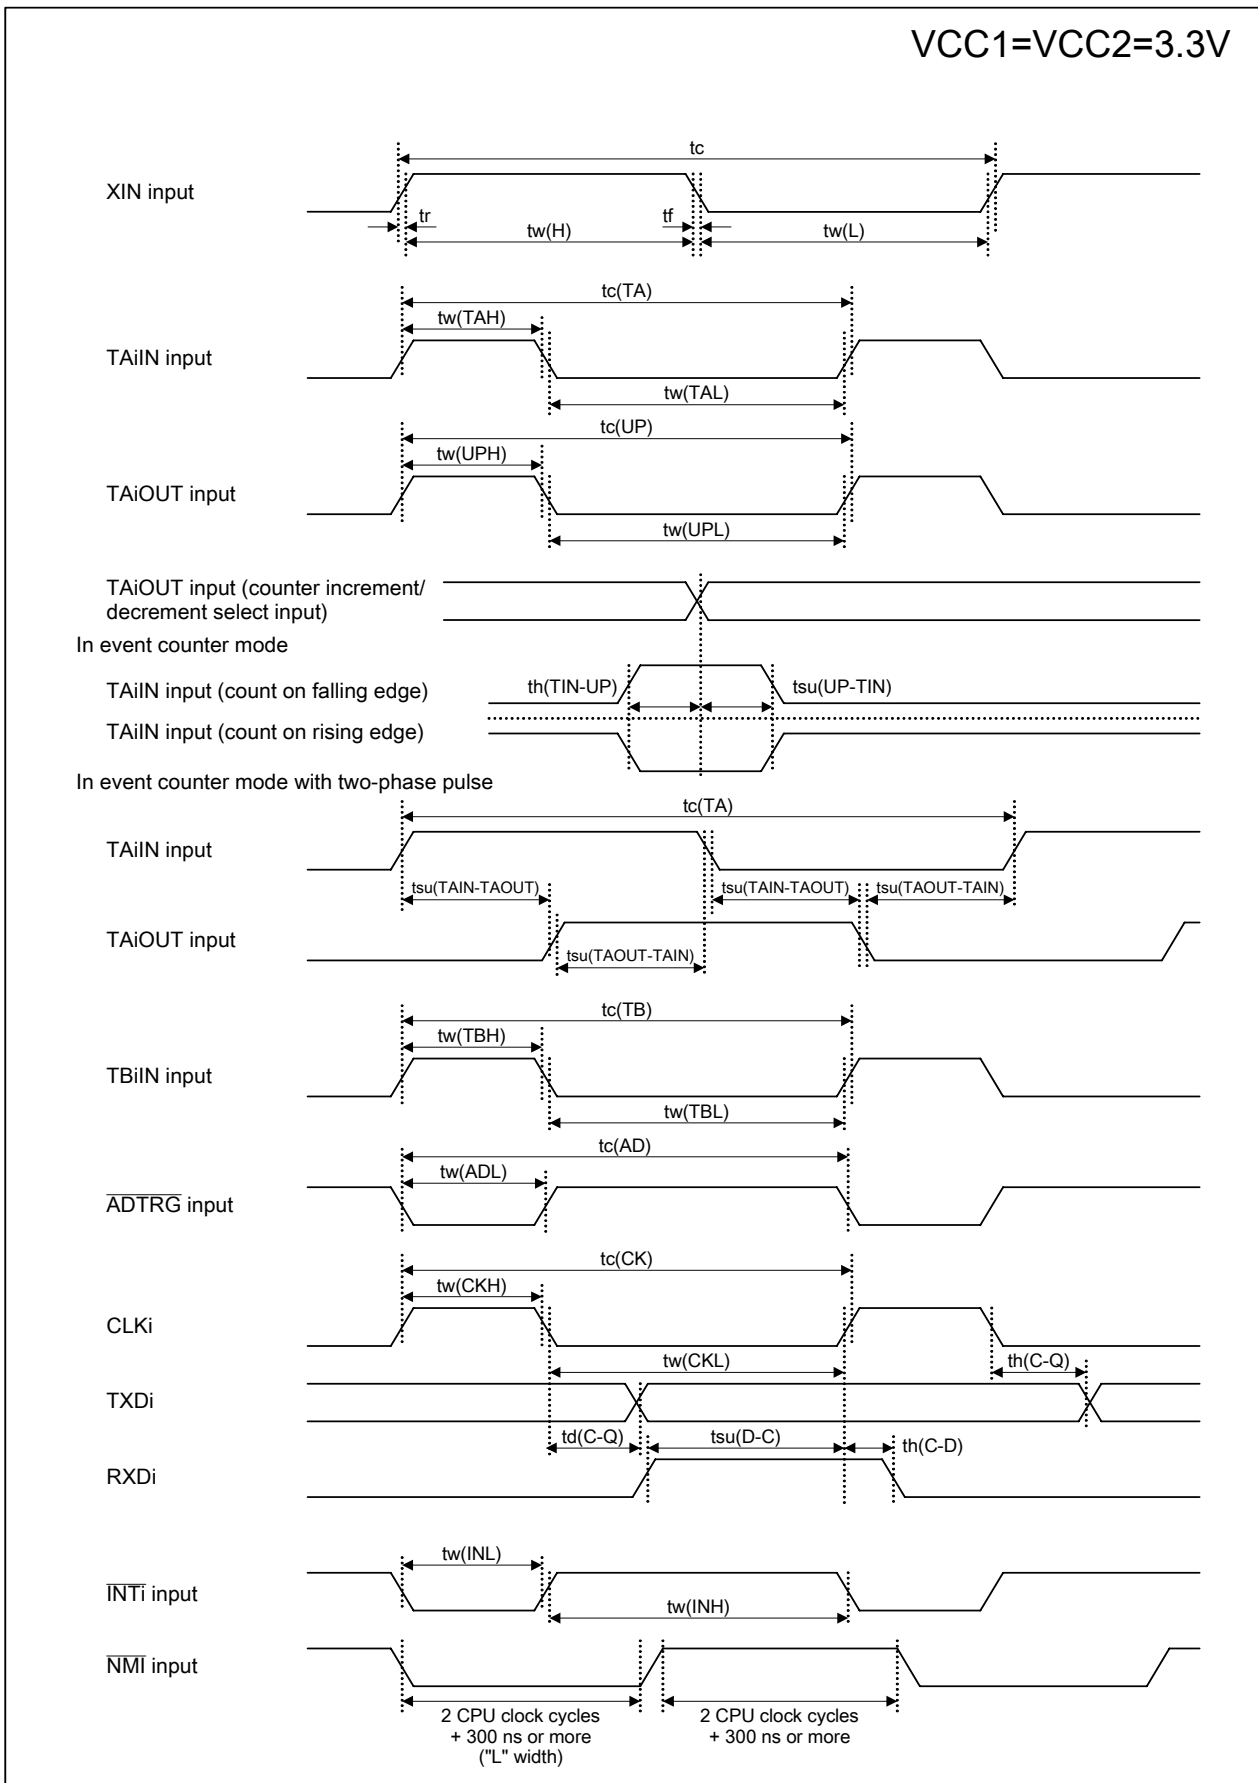 VCC1=VCC2=3.3V
tc
XIN input
tr
tf
tw(H)
tw(L)
tc(TA)
tw(TAH)
TAiIN input
tw(TAL)
tc(UP)
tw(UPH)
TAiOUT input
tw(UPL)
TAiOUT input (counter increment/
decrement select input)
In event counter mode
TAiIN input (count on falling edge)
th(TIN-UP)
tsu(UP-TIN)
TAiIN input (count on rising edge)
In event counter mode with two-phase pulse
tc(TA)
TAiIN input
tsu(TAIN-TAOUT)
tsu(TAIN-TAOUT)
tsu(TAOUT-TAIN)
TAiOUT input
tsu(TAOUT-TAIN)
tc(TB)
tw(TBH)
TBiIN input
tw(TBL)
tc(AD)
tw(ADL)
ADTRG input
tc(CK)
tw(CKH)
CLKi
tw(CKL)
th(C-Q)
TXDi
td(C-Q)
tsu(D-C)
th(C-D)
RXDi
tw(INL)
INTi input
tw(INH)
NMI input
2 CPU clock cycles
+ 300 ns or more
("L" width)
2 CPU clock cycles
+ 300 ns or more